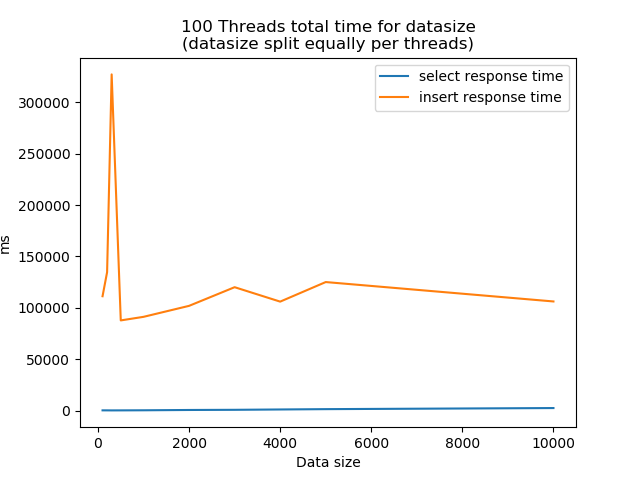 100 Threads total time for datasize
(datasize split equally per threads)
select response time
insert response time
300000
250000
200000
150000
100000
50000
0
ms
0 2000 4000 6000 8000 10000
Data size